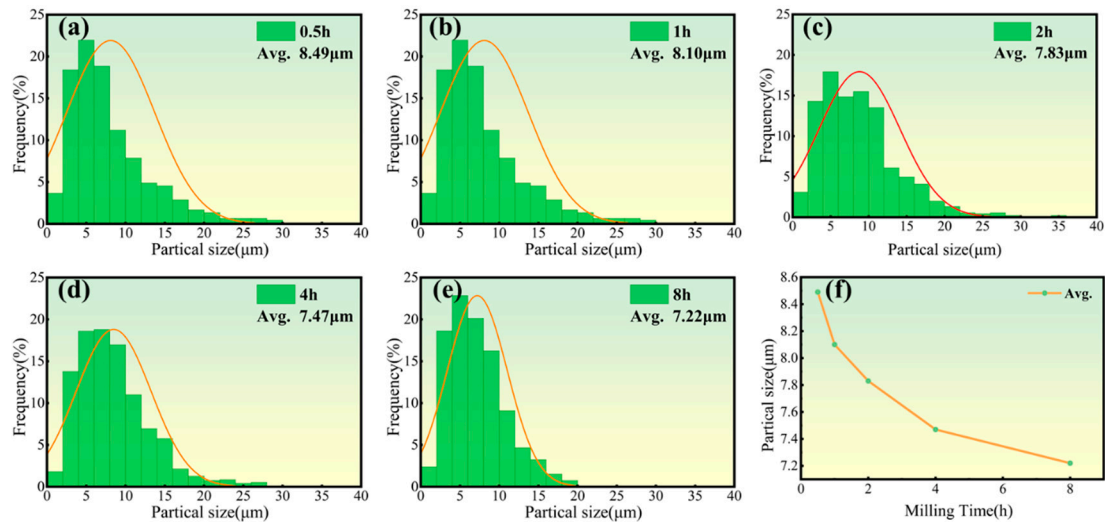 (a)
0.5h
Avg. 8.49μm
Frequency(%)
25
20
15
10
5
0
0 5 10 15 20 25 30 35 40
Partical size(μm)
(b)
1h
Avg. 8.10μm
Frequency(%)
25
20
15
10
5
0
0 5 10 15 20 25 30 35 40
Partical size(μm)
(c)
2h
Avg. 7.83μm
Frequency(%)
25
20
15
10
5
0
0 5 10 15 20 25 30 35 40
Partical size(μm)
(d)
4h
Avg. 7.47μm
Frequency(%)
25
20
15
10
5
0
0 5 10 15 20 25 30 35 40
Partical size(μm)
(e)
8h
Avg. 7.22μm
Frequency(%)
25
20
15
10
5
0
0 5 10 15 20 25 30 35 40
Partical size(μm)
(f)
Avg.
Partical size(μm)
8.6
8.4
8.2
8.0
7.8
7.6
7.4
7.2
0 2 4 6 8
Milling Time(h)